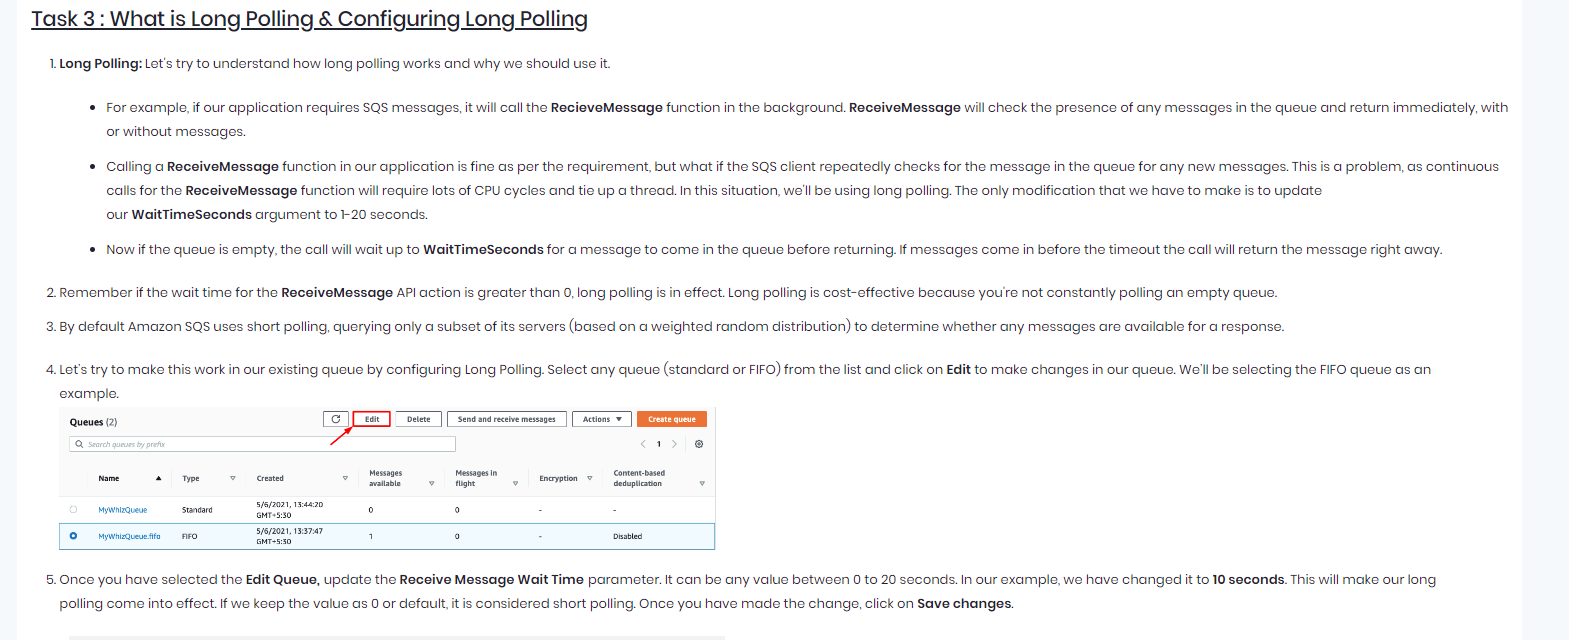 Task 3 : What is Long Polling & Configuring Long Polling
1. Long Polling: Let's try to understand how long polling works and why we should use it.
• For example, if our application requires SQS messages, it will call the RecieveMessage function in the background. ReceiveMessage will check the presence of any messages in the queue and return immediately, with
or without messages.
• Calling a ReceiveMessage function in our application is fine as per the requirement, but what if the SQS client repeatedly checks for the message in the queue for any new messages. This is a problem, as continuous
calls for the ReceiveMessage function will require lots of CPU cycles and tie up a thread. In this situation, we'll be using long polling. The only modification that we have to make is to update
our WaitTimeSeconds argument to 1-20 seconds.
• Now if the queue is empty, the call will wait up to WaitTimeSeconds for a message to come in the queue before returning. If messages come in before the timeout the call will return the message right away.
2. Remember if the wait time for the ReceiveMessage API action is greater than 0, long polling is in effect. Long polling is cost-effective because you're not constantly polling an empty queue.
3. By default Amazon SQS uses short polling, querying only a subset of its servers (based on a weighted random distribution) to determine whether any messages are available for a response.
4. Let's try to make this work in our existing queue by configuring Long Polling. Select any queue (standard or FIFO) from the list and click on Edit to make changes in our queue. We'll be selecting the FIFO queue as an
example.
Queues (2) Edit Delete Send and receive messages Actions Create queue
Search queues by prefix 1
Name Type Created Messages available Messages in flight Encryption Content-based deduplication
MyWhizQueue Standard 5/6/2021, 13:44:20 GMT+5:30 0 0 - -
MyWhizQueue.fifo FIFO 5/6/2021, 13:37:47 GMT+5:30 1 0 - Disabled
5. Once you have selected the Edit Queue, update the Receive Message Wait Time parameter. It can be any value between 0 to 20 seconds. In our example, we have changed it to 10 seconds. This will make our long
polling come into effect. If we keep the value as 0 or default, it is considered short polling. Once you have made the change, click on Save changes.